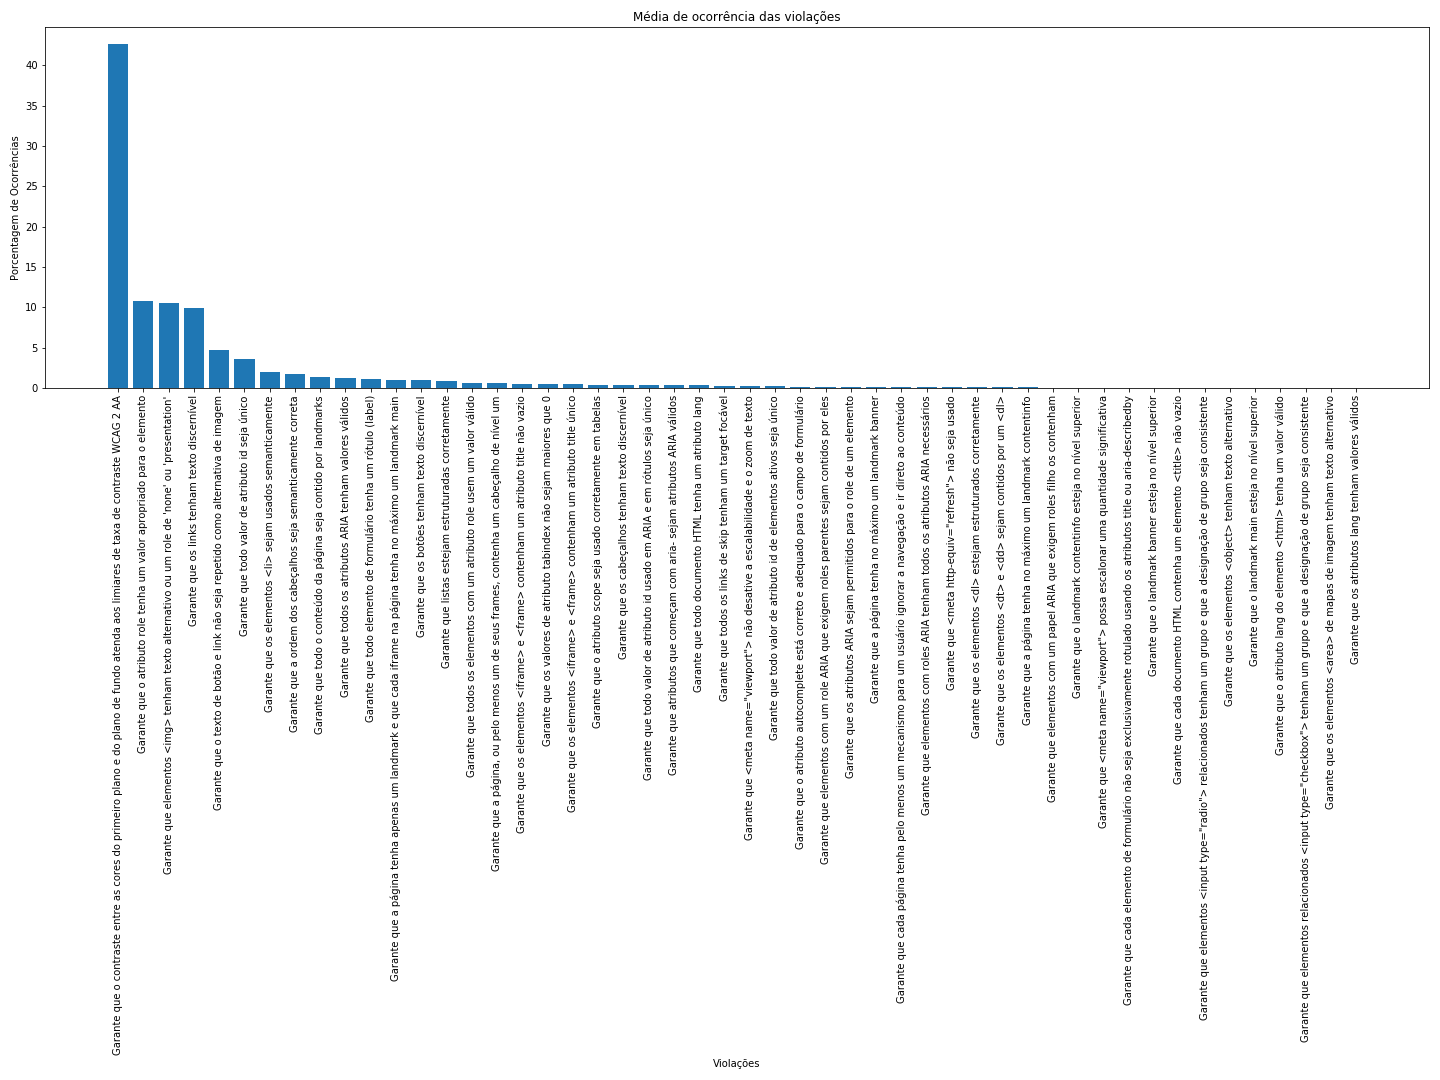 Média de ocorrência das violações
Porcentagem de Ocorrências
40
35
30
25
20
15
10
5
0
Garante que o contraste entre as cores do primeiro plano e do plano de fundo atenda aos limiares de taxa de contraste WCAG 2 AA
Garante que o atributo role tenha um valor apropriado para o elemento
Garante que elementos <img> tenham texto alternativo ou um role de 'none' ou 'presentation'
Garante que os links tenham texto discernível
Garante que o texto de botão e link não seja repetido como alternativa de imagem
Garante que todo valor de atributo id seja único
Garante que os elementos <li> sejam usados semanticamente
Garante que a ordem dos cabeçalhos seja semanticamente correta
Garante que todo o conteúdo da página seja contido por landmarks
Garante que todos os atributos ARIA tenham valores válidos
Garante que todo elemento de formulário tenha um rótulo (label)
Garante que a página tenha apenas um landmark e que cada iframe na página tenha no máximo um landmark main
Garante que os botões tenham texto discernível
Garante que listas estejam estruturadas corretamente
Garante que todos os elementos com um atributo role usem um valor válido
Garante que a página, ou pelo menos um de seus frames, contenha um cabeçalho de nível um
Garante que os elementos <iframe> e <frame> contenham um atributo title não vazio
Garante que os valores de atributo tabindex não sejam maiores que 0
Garante que os elementos <iframe> e <frame> contenham um atributo title único
Garante que o atributo scope seja usado corretamente em tabelas
Garante que os cabeçalhos tenham texto discernível
Garante que todo valor de atributo id usado em ARIA e em rótulos seja único
Garante que atributos que começam com aria- sejam atributos ARIA válidos
Garante que todo documento HTML tenha um atributo lang
Garante que todos os links de skip tenham um target focável
Garante que <meta name="viewport"> não desative a escalabilidade e o zoom de texto
Garante que todo valor de atributo id de elementos ativos seja único
Garante que o atributo autocomplete está correto e adequado para o campo de formulário
Garante que elementos com um role ARIA que exigem roles parentes sejam contidos por eles
Garante que os atributos ARIA sejam permitidos para o role de um elemento
Garante que a página tenha no máximo um landmark banner
Garante que cada página tenha pelo menos um mecanismo para um usuário ignorar a navegação e ir direto ao conteúdo
Garante que elementos com roles ARIA tenham todos os atributos ARIA necessários
Garante que <meta http-equiv="refresh"> não seja usado
Garante que os elementos <dl> estejam estruturados corretamente
Garante que os elementos <dt> e <dd> sejam contidos por um <dl>
Garante que a página tenha no máximo um landmark contentinfo
Garante que elementos com um papel ARIA que exigem roles filho os contenham
Garante que o landmark contentinfo esteja no nível superior
Garante que <meta name="viewport"> possa escalonar uma quantidade significativa
Garante que cada elemento de formulário não seja exclusivamente rotulado usando os atributos title ou aria-describedby
Garante que o landmark banner esteja no nível superior
Garante que cada documento HTML contenha um elemento <title> não vazio
Garante que elementos <input type="radio"> relacionados tenham um grupo e que a designação de grupo seja consistente
Garante que os elementos <object> tenham texto alternativo
Garante que o landmark main esteja no nível superior
Garante que o atributo lang do elemento <html> tenha um valor válido
Garante que elementos relacionados <input type="checkbox"> tenham um grupo e que a designação de grupo seja consistente
Garante que os elementos <area> de mapas de imagem tenham texto alternativo
Garante que os atributos lang tenham valores válidos
Violações